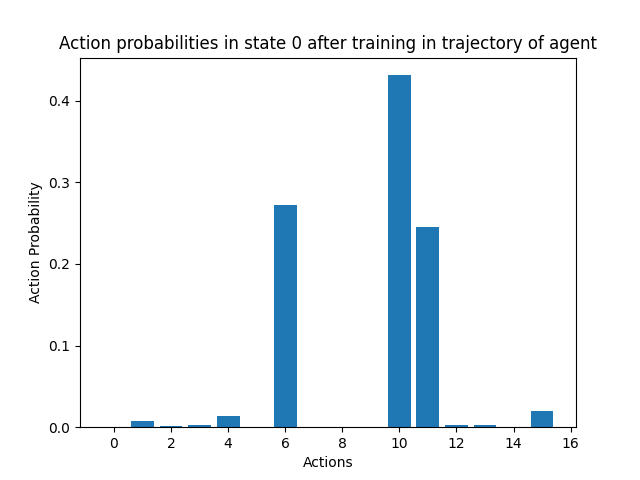 Action probabilities in state 0 after training in trajectory of agent
0.4
0.3
0.2
0.1
0.0
Action Probability
0 2 4 6 8 10 12 14 16
Actions